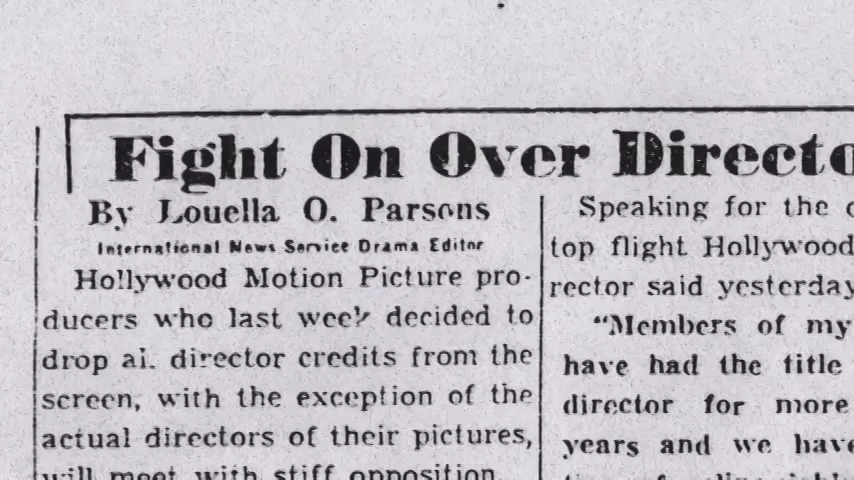 Fight On Over Directo
By Louella O. Parsons
International News Service Drama Editor
Hollywood Motion Picture pro-
ducers who last week decided to
drop al. director credits from the
screen, with the exception of the
actual directors of their pictures,
will meet with stiff opposition.
Speaking for the
top flight Hollywood
rector said yesterday
"Members of my
have had the title
director for more
years and we have